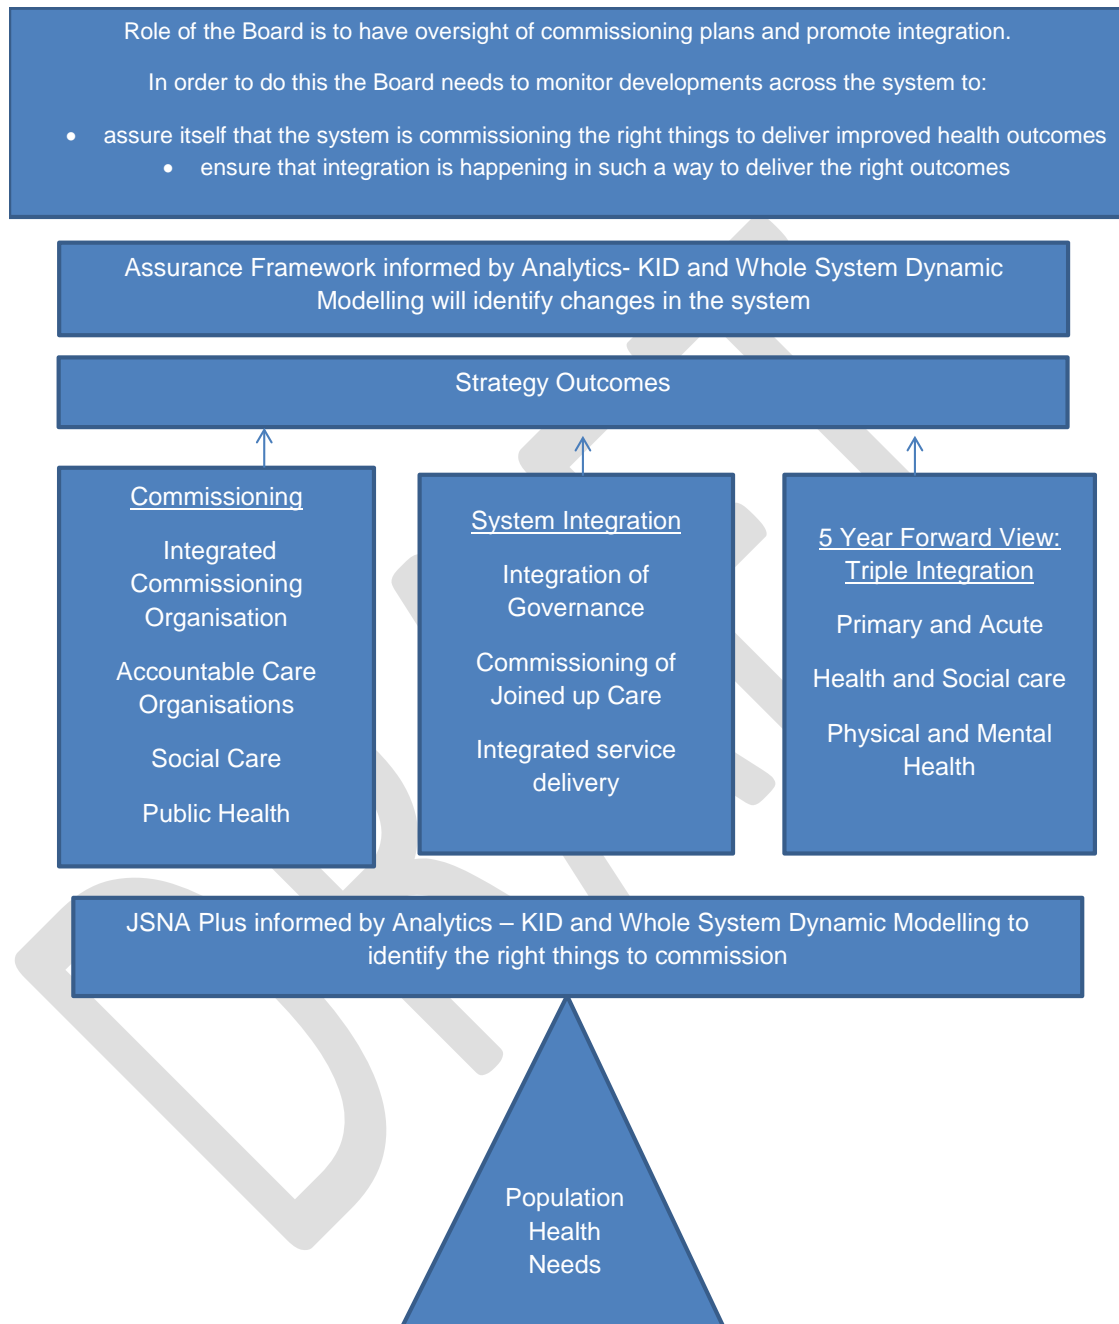 Role of the Board is to have oversight of commissioning plans and promote integration.
In order to do this the Board needs to monitor developments across the system to:
• assure itself that the system is commissioning the right things to deliver improved health outcomes
• ensure that integration is happening in such a way to deliver the right outcomes
Assurance Framework informed by Analytics- KID and Whole System Dynamic
Modelling will identify changes in the system
Strategy Outcomes
Commissioning
Integrated
Commissioning
Organisation
Accountable Care
Organisations
Social Care
Public Health
System Integration
Integration of
Governance
Commissioning of
Joined up Care
Integrated service
delivery
5 Year Forward View:
Triple Integration
Primary and Acute
Health and Social care
Physical and Mental
Health
JSNA Plus informed by Analytics – KID and Whole System Dynamic Modelling to
identify the right things to commission
Population
Health
Needs
DRAFT